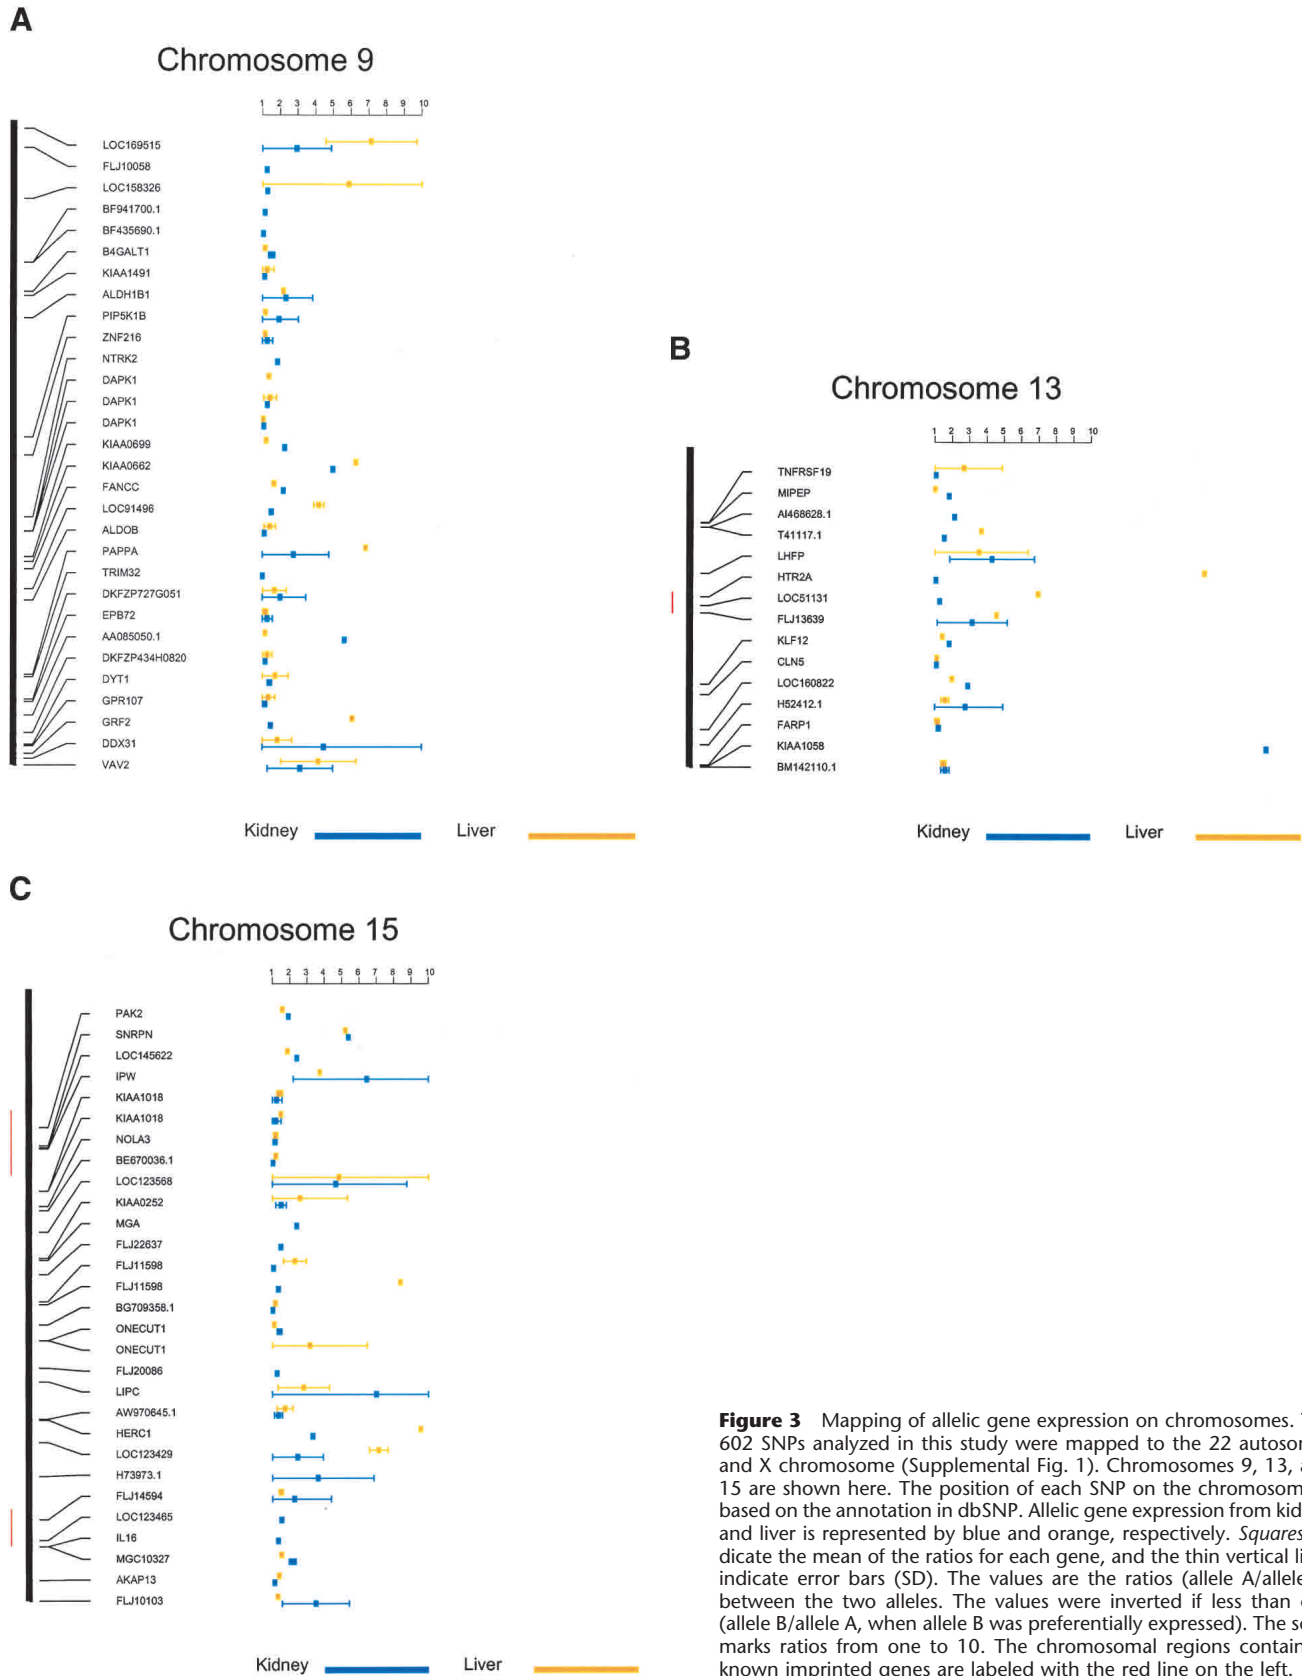 A
Chromosome 9
1 2 3 4 5 6 7 8 9 10
LOC169515
FLJ10058
LOC158326
BF941700.1
BF435690.1
B4GALT1
KIAA1491
ALDH1B1
PIP5K1B
ZNF216
NTRK2
DAPK1
DAPK1
DAPK1
KIAA0699
KIAA0662
FANCC
LOC91496
ALDOB
PAPPA
TRIM32
DKFZP727G051
EPB72
AA085050.1
DKFZP434H0820
DYT1
GPR107
GRF2
DDX31
VAV2
Kidney Liver
B
Chromosome 13
1 2 3 4 5 6 7 8 9 10
TNFRSF19
MIPEP
AI468628.1
T41117.1
LHFP
HTR2A
LOC51131
FLJ13639
KLF12
CLN5
LOC160822
H52412.1
FARP1
KIAA1058
BM142110.1
Kidney Liver
C
Chromosome 15
1 2 3 4 5 6 7 8 9 10
PAK2
SNRPN
LOC145622
IPW
KIAA1018
KIAA1018
NOLA3
BE670036.1
LOC123568
KIAA0252
MGA
FLJ22637
FLJ11598
FLJ11598
BG709358.1
ONECUT1
ONECUT1
FLJ20086
LIPC
AW970645.1
HERC1
LOC123429
H73973.1
FLJ14594
LOC123465
IL16
MGC10327
AKAP13
FLJ10103
Kidney Liver
Figure 3 Mapping of allelic gene expression on chromosomes.
602 SNPs analyzed in this study were mapped to the 22 autosor
and X chromosome (Supplemental Fig. 1). Chromosomes 9, 13, a
15 are shown here. The position of each SNP on the chromosom
based on the annotation in dbSNP. Allelic gene expression from kid
and liver is represented by blue and orange, respectively. Squares
dicate the mean of the ratios for each gene, and the thin vertical li
indicate error bars (SD). The values are the ratios (allele A/allele
between the two alleles. The values were inverted if less than
(allele B/allele A, when allele B was preferentially expressed). The s
marks ratios from one to 10. The chromosomal regions contain
known imprinted genes are labeled with the red line on the left.